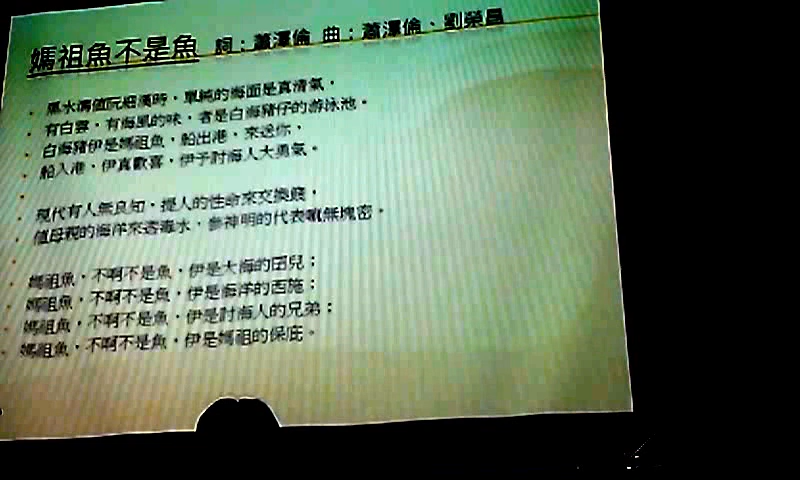 媽祖魚不是魚 詞：蕭澤倫 曲：蕭澤倫、劉榮昌
黑水溝值阮細漢時，單純的海面是真清氣，
有白雲，有海風的味，者是白海豬仔的游泳池。
白海豬伊是媽祖魚，船出港，來送你，
船入港，伊真歡喜，伊予討海人大勇氣。
現代有人無良知，提人的性命來交換錢，
值母親的海洋來透毒水，參神明的代表嘛無塊密。
媽祖魚，不啊不是魚，伊是大海的囝兒；
媽祖魚，不啊不是魚，伊是海洋的西施；
媽祖魚，不啊不是魚，伊是討海人的兄弟；
媽祖魚，不啊不是魚，伊是媽祖的保庇。